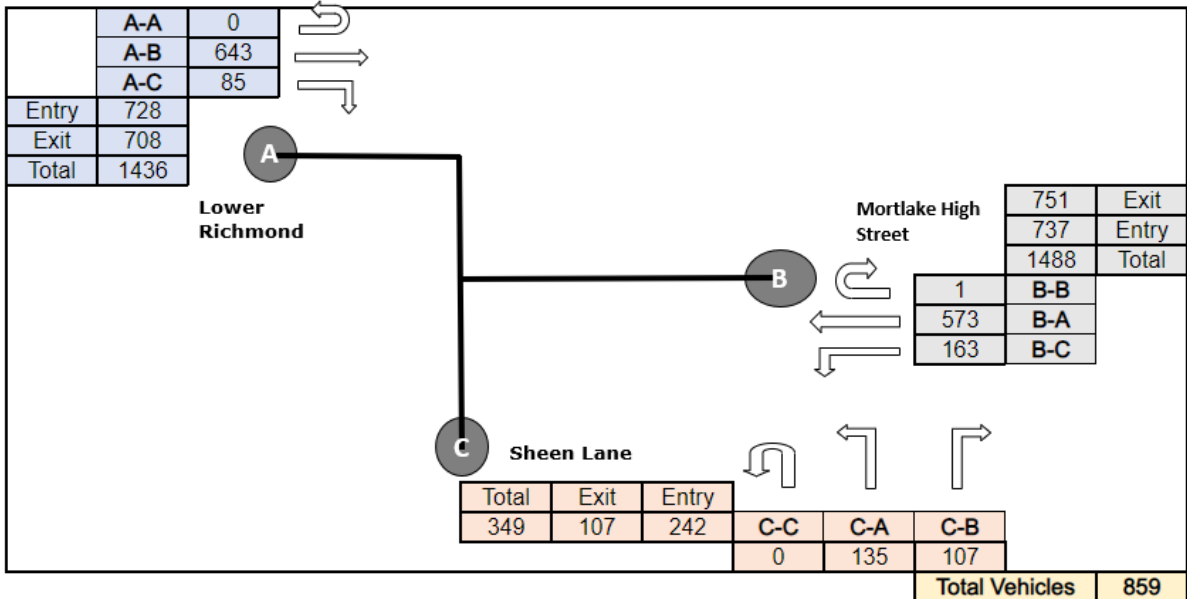 A-A 0
A-B 643
A-C 85
Entry 728
Exit 708
Total 1436
A
Lower
Richmond
Mortlake High
Street
751 Exit
737 Entry
1488 Total
B
1 B-B
573 B-A
163 B-C
C
Sheen Lane
Total Exit Entry
349 107 242
C-C C-A C-B
0 135 107
Total Vehicles 859